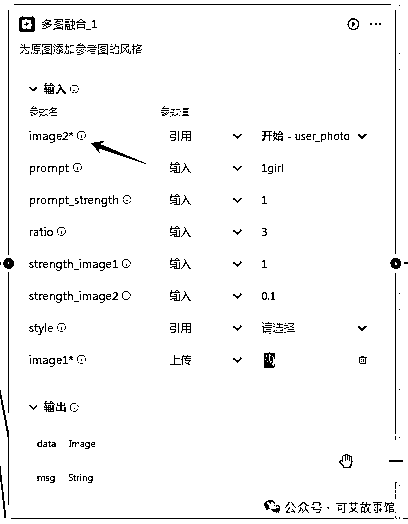 多图融合_1
为原图添加参考图的风格
输入
参数名 参数值
image2* 引用 开始 - user_photo
prompt 输入 1girl
prompt_strength 输入 1
ratio 输入 3
strength_image1 输入 1
strength_image2 输入 0.1
style 引用 请选择
image1* 上传
输出
data Image
msg String
公众号·可艾故事馆